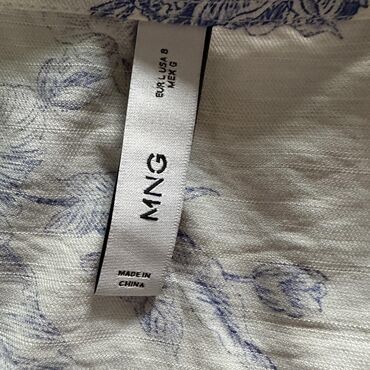 EUR L USA 8
MEX G
MNG
MADE IN
CHINA